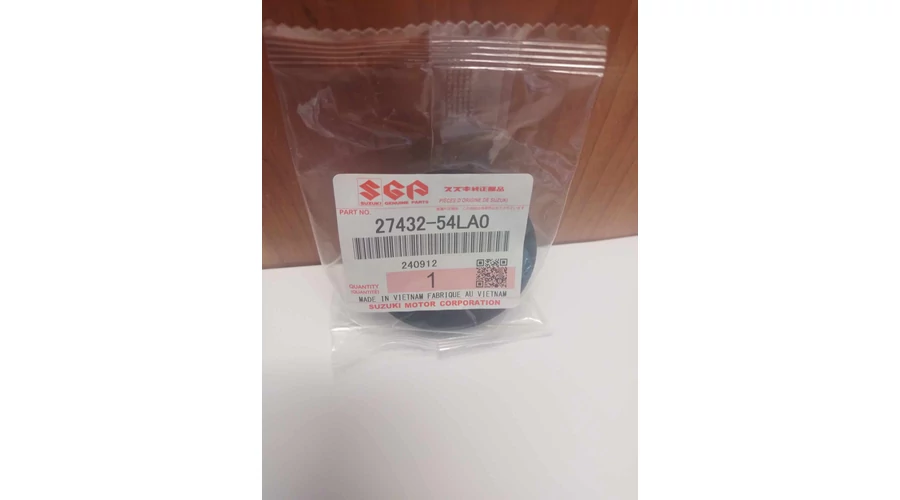 SGP スズキ純正部品
SUZUKI GENUINE PARTS PIECES D'ORIGINE DE Suzuki
PART NO.
27432-54LA0
240912
QUANTITY 1
MADE IN VIETNAM FABRIQUE AU VIETNAM
SUZUKI MOTOR CORPORATION